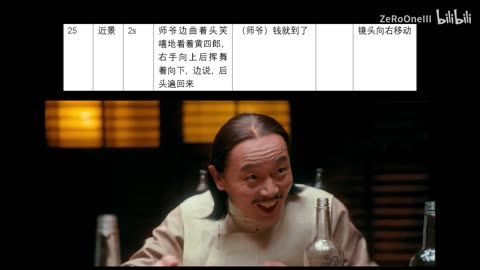 ZeRoOneIII bilibili
25 近景 2s 师爷边曲着头笑 （师爷）钱就到了 镜头向右移动
嘻地看着黄四郎，
右手向上后挥舞
着向下，边说，后
头遍回来